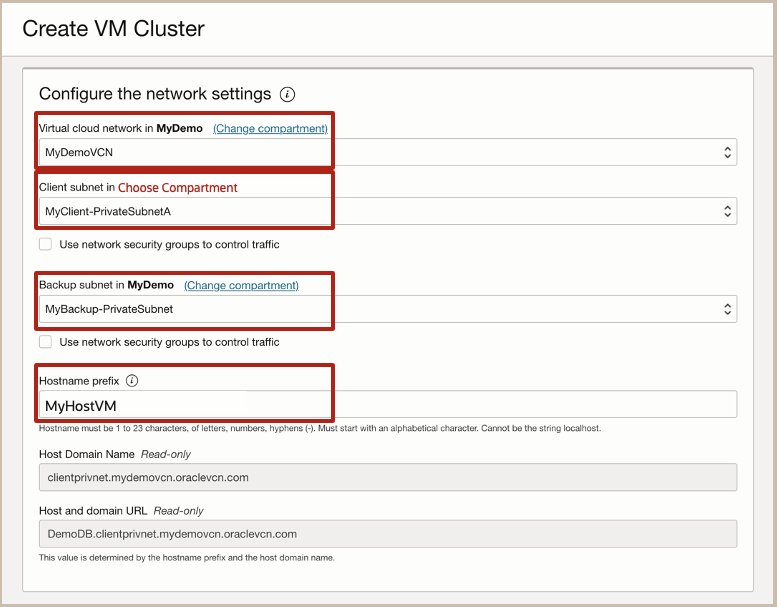 Create VM Cluster
Configure the network settings i
Virtual cloud network in MyDemo (Change compartment)
MyDemoVCN
Client subnet in Choose Compartment
MyClient-PrivateSubnetA
Use network security groups to control traffic
Backup subnet in MyDemo (Change compartment)
MyBackup-PrivateSubnet
Use network security groups to control traffic
Hostname prefix i
MyHostVM
Hostname must be 1 to 23 characters, of letters, numbers, hyphens (-). Must start with an alphabetical character. Cannot be the string localhost.
Host Domain Name Read-only
clientprivnet.mydemovcn.oraclevcn.com
Host and domain URL Read-only
DemoDB.clientprivnet.mydemovcn.oraclevcn.com
This value is determined by the hostname prefix and the host domain name.